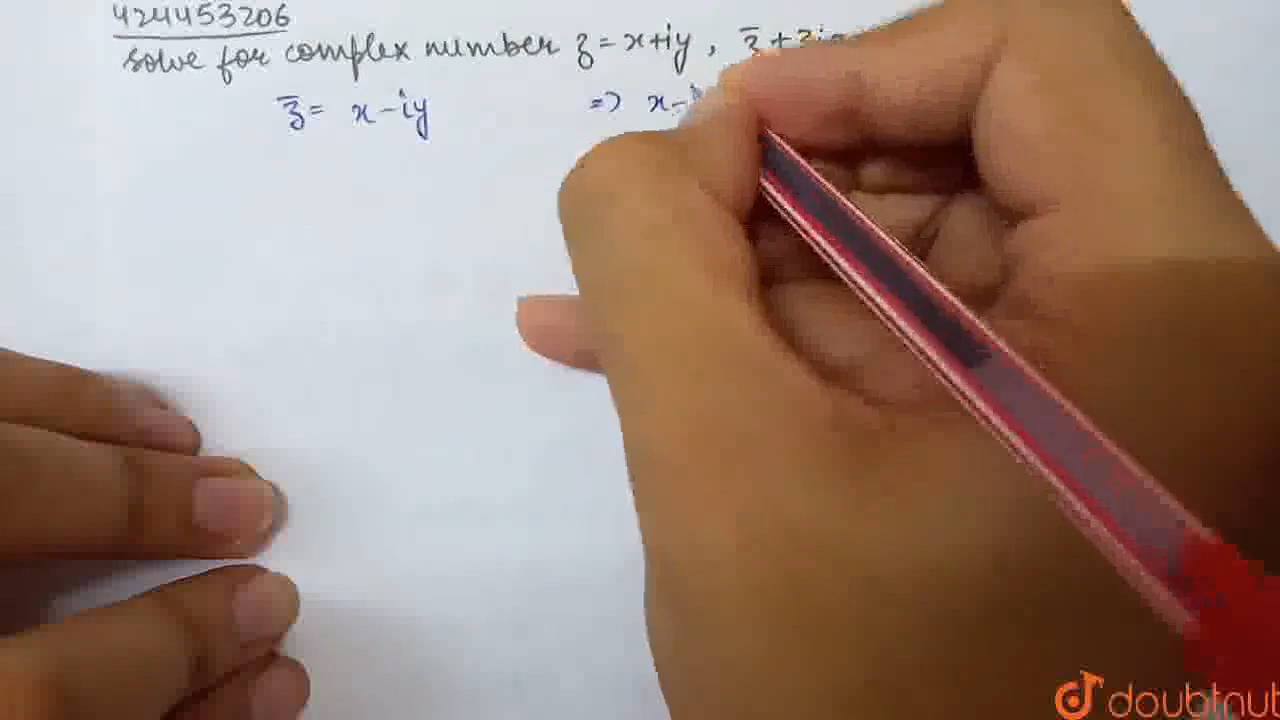 424453206
solve for complex number z = x+iy, z̄ +
z̄ = x - iy => x -
doubtnut